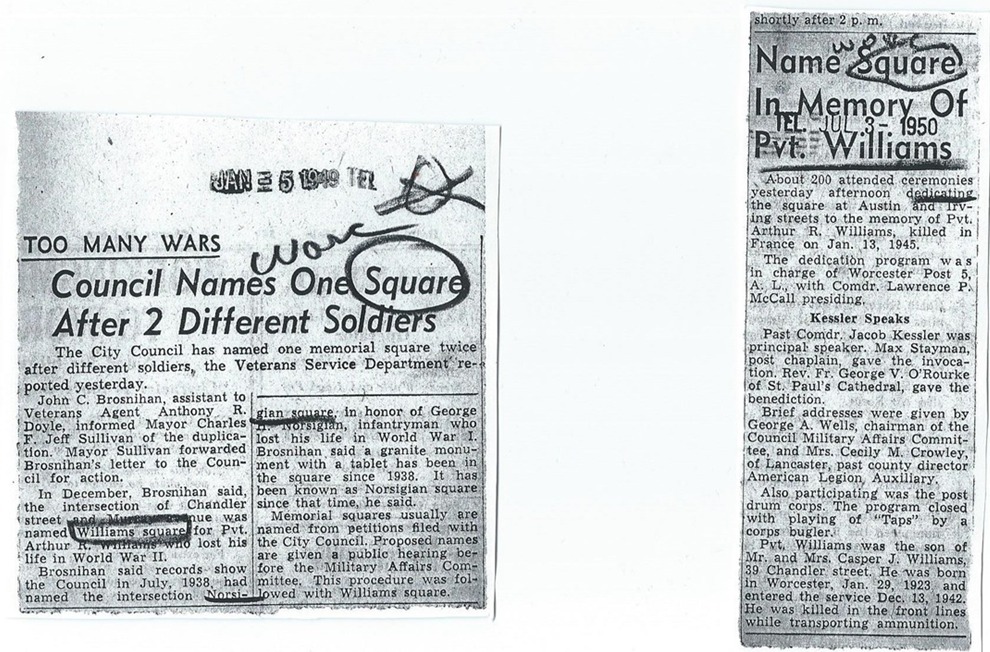 JAN 5 1949 TEL
TOO MANY WARS
Worc
Council Names One Square
After 2 Different Soldiers
The City Council has named one memorial square twice
after different soldiers, the Veterans Service Department re-
ported yesterday.
John C. Brosnihan, assistant to
Veterans Agent Anthony R.
Doyle, informed Mayor Charles
F. Jeff Sullivan of the duplica-
tion. Mayor Sullivan forwarded
Brosnihan's letter to the Coun-
cil for action.
In December, Brosnihan said,
the intersection of Chandler
street and Murray avenue was
named Williams square for Pvt.
Arthur R. Williams who lost his
life in World War II.
Brosnihan said records show
the Council in July, 1938, had
named the intersection Norsi-
gian square, in honor of George
Norsigian, infantryman who
lost his life in World War I.
Brosnihan said a granite monu-
ment with a tablet has been in
the square since 1938. It has
been known as Norsigian square
since that time, he said.
Memorial squares usually are
named from petitions filed with
the City Council. Proposed names
are given a public hearing be-
fore the Military Affairs Com-
mittee. This procedure was fol-
lowed with Williams square.
shortly after 2 p. m.
Worc
Name Square
In Memory Of
TEL. JUL 3- 1950
Pvt. Williams
About 200 attended ceremonies
yesterday afternoon dedicating
the square at Austin and Irv-
ing streets to the memory of Pvt.
Arthur R. Williams, killed in
France on Jan. 13, 1945.
The dedication program was
in charge of Worcester Post 5,
A. L., with Comdr. Lawrence P.
McCall presiding.
Kessler Speaks
Past Comdr. Jacob Kessler was
principal speaker. Max Stayman,
post chaplain, gave the invoca-
tion. Rev. Fr. George V. O'Rourke
of St. Paul's Cathedral, gave the
benediction.
Brief addresses were given by
George A. Wells, chairman of the
Council Military Affairs Commit-
tee, and Mrs. Cecily M. Crowley,
of Lancaster, past county director
American Legion, Auxiliary.
Also participating was the post
drum corps. The program closed
with playing of "Taps" by a
corps bugler.
Pvt. Williams was the son of
Mr. and Mrs. Casper J. Williams,
39 Chandler street. He was born
in Worcester, Jan. 29, 1923 and
entered the service Dec. 13, 1942.
He was killed in the front lines
while transporting ammunition.